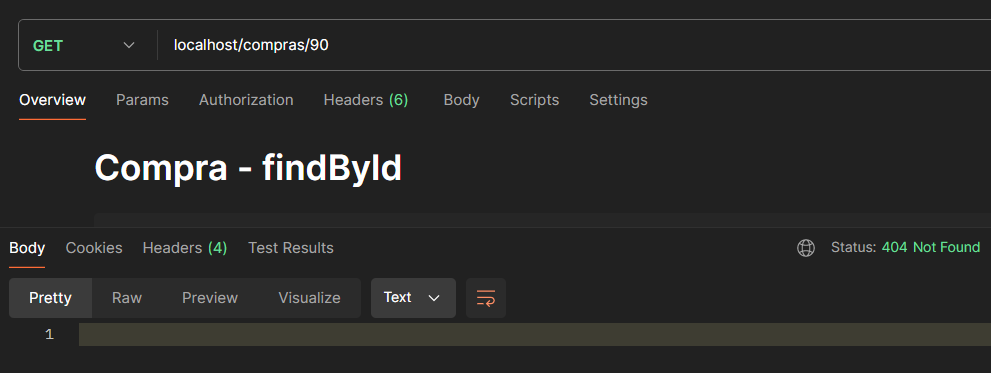 GET localhost/compras/90
Overview Params Authorization Headers (6) Body Scripts Settings
Compra - findById
Body Cookies Headers (4) Test Results Status: 404 Not Found
Pretty Raw Preview Visualize Text
1